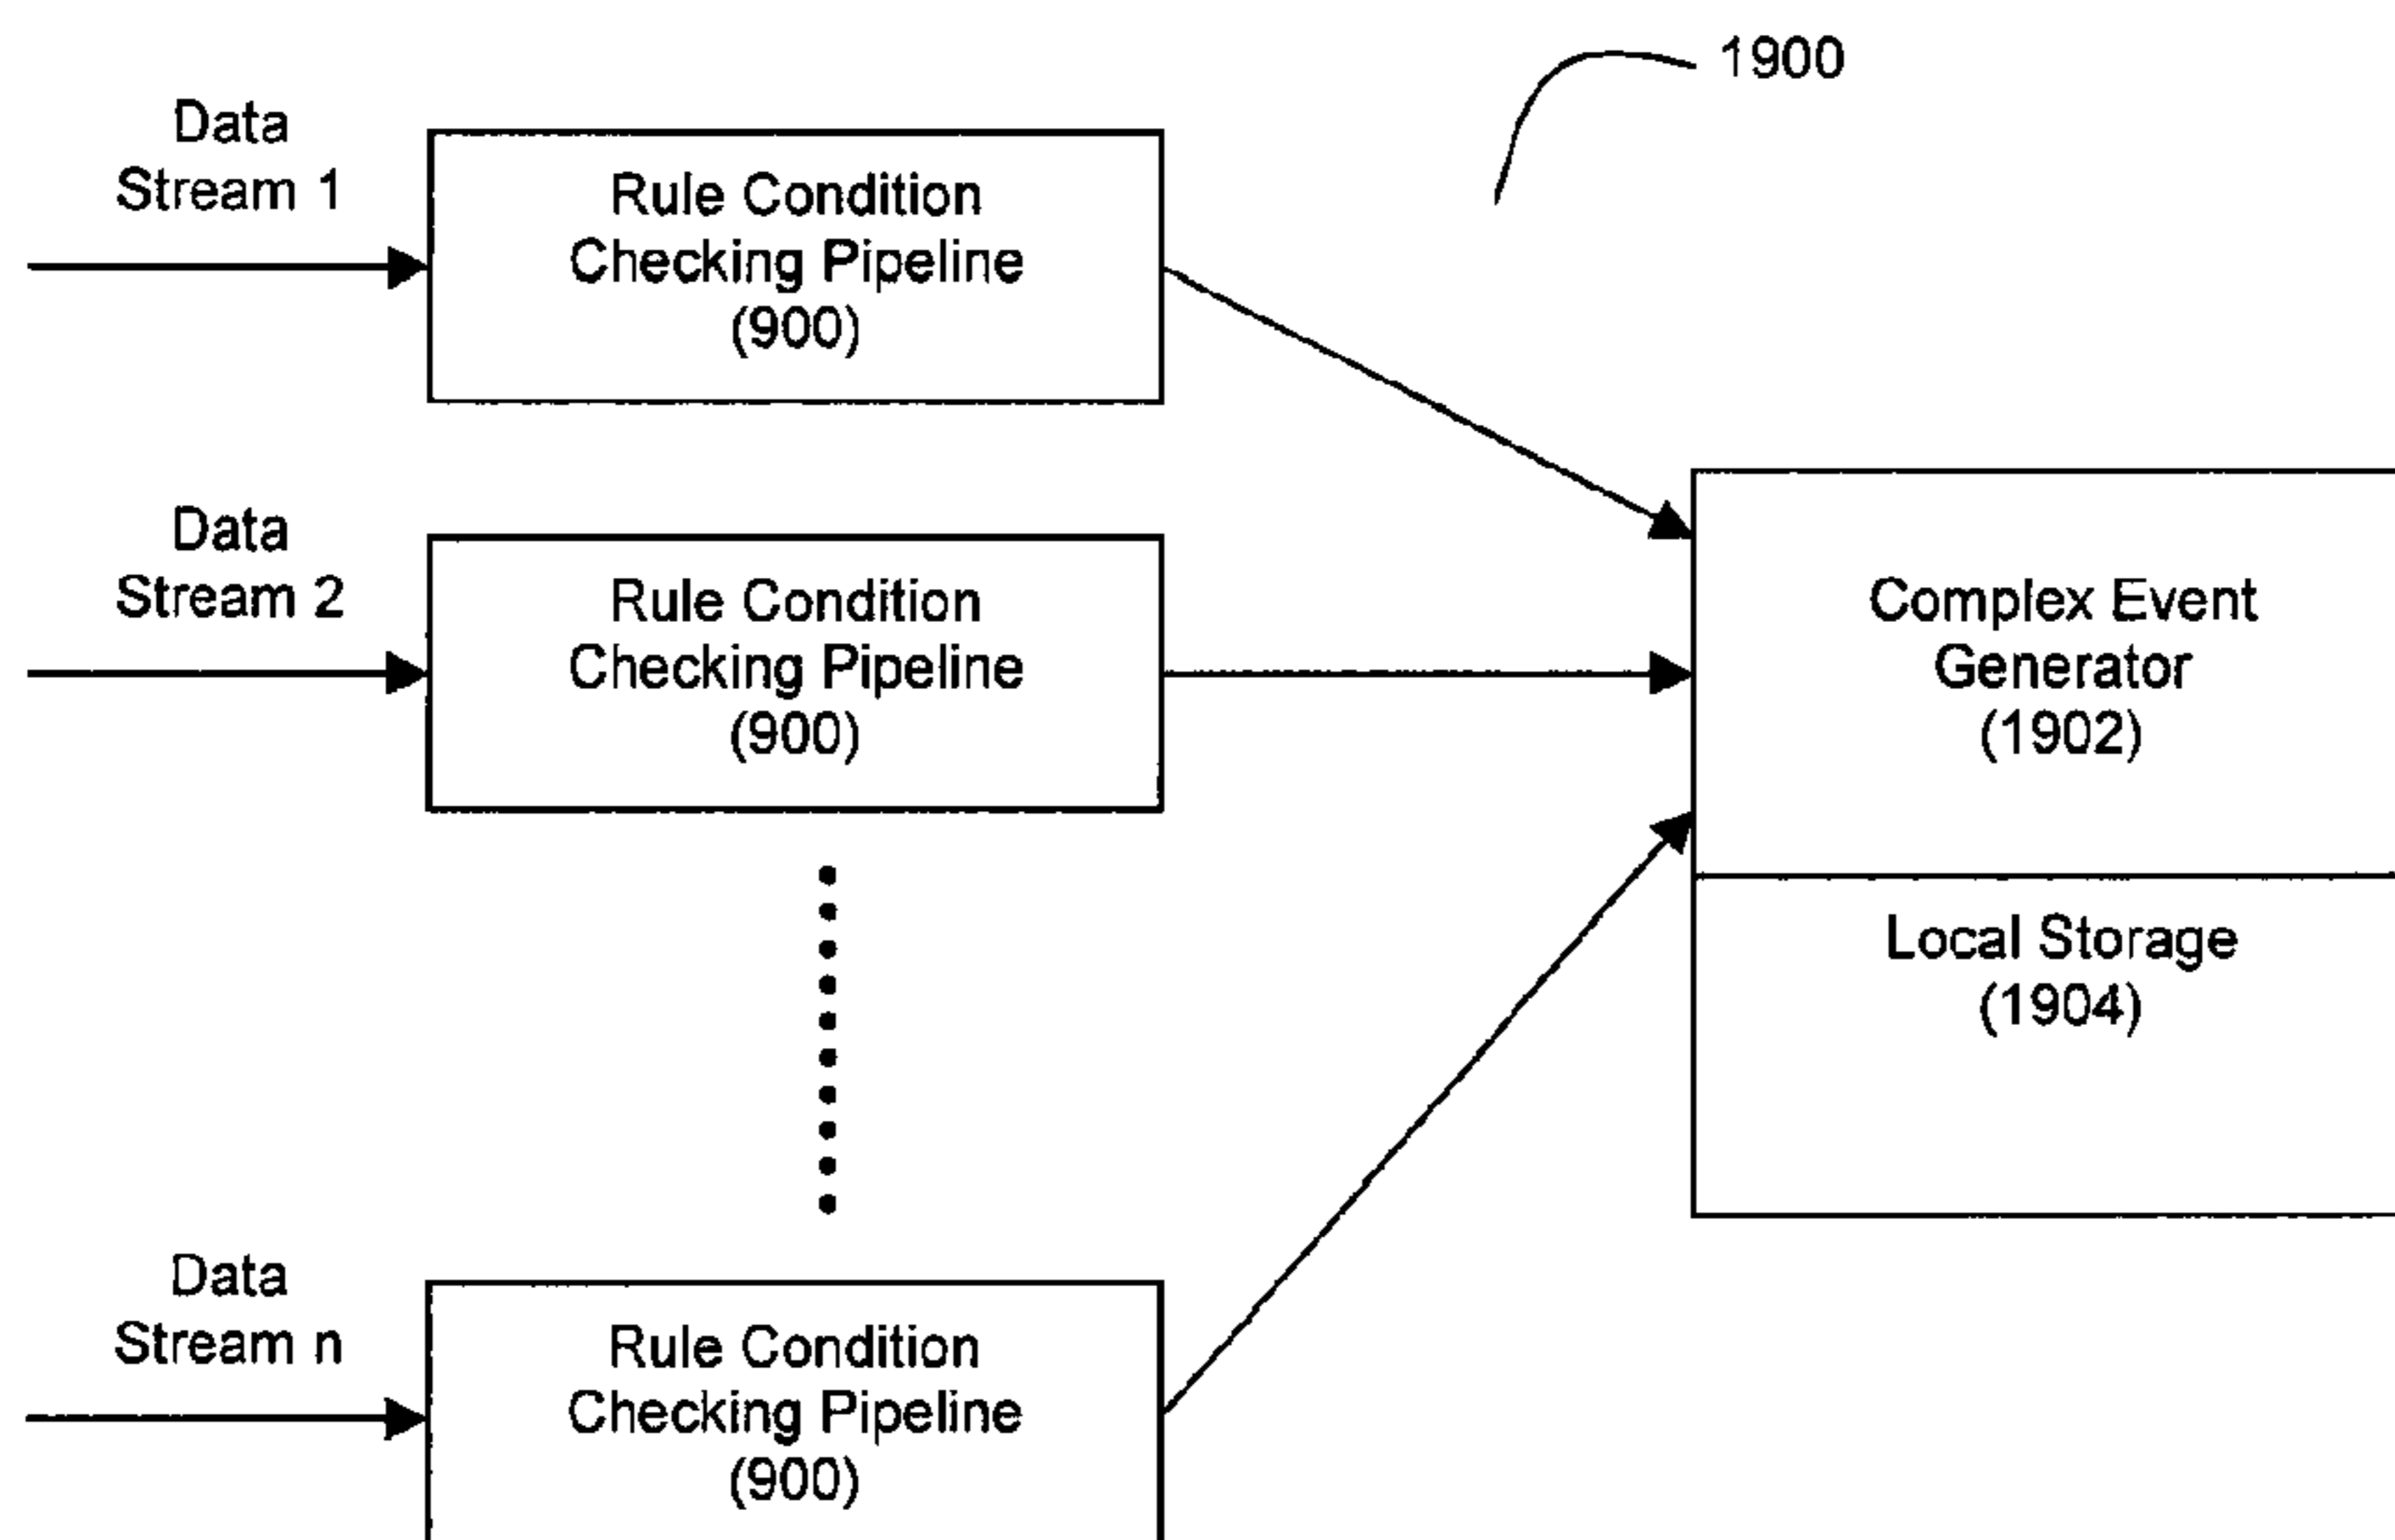 1900
Data
Stream 1
Rule Condition
Checking Pipeline
(900)
Data
Stream 2
Rule Condition
Checking Pipeline
(900)
Complex Event
Generator
(1902)
Local Storage
(1904)
Data
Stream n
Rule Condition
Checking Pipeline
(900)